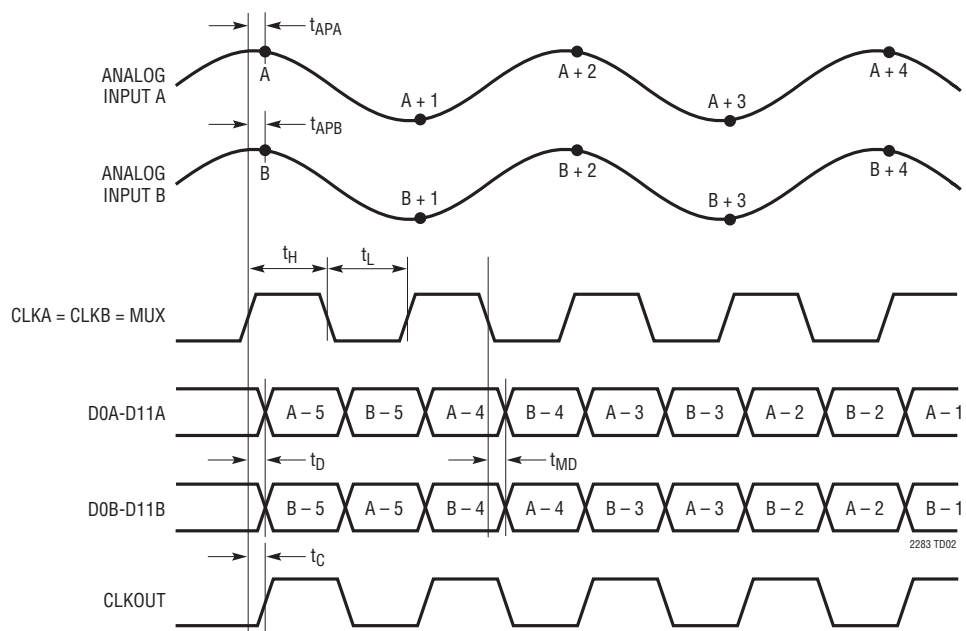 tAPA
ANALOG
INPUT A
A
A + 1
A + 2
A + 3
A + 4
tAPB
ANALOG
INPUT B
B
B + 1
B + 2
B + 3
B + 4
tH
tL
CLKA = CLKB = MUX
D0A-D11A
A – 5
B – 5
A – 4
B – 4
A – 3
B – 3
A – 2
B – 2
A – 1
tD
tMD
D0B-D11B
B – 5
A – 5
B – 4
A – 4
B – 3
A – 3
B – 2
A – 2
B – 1
2283 TD02
tC
CLKOUT